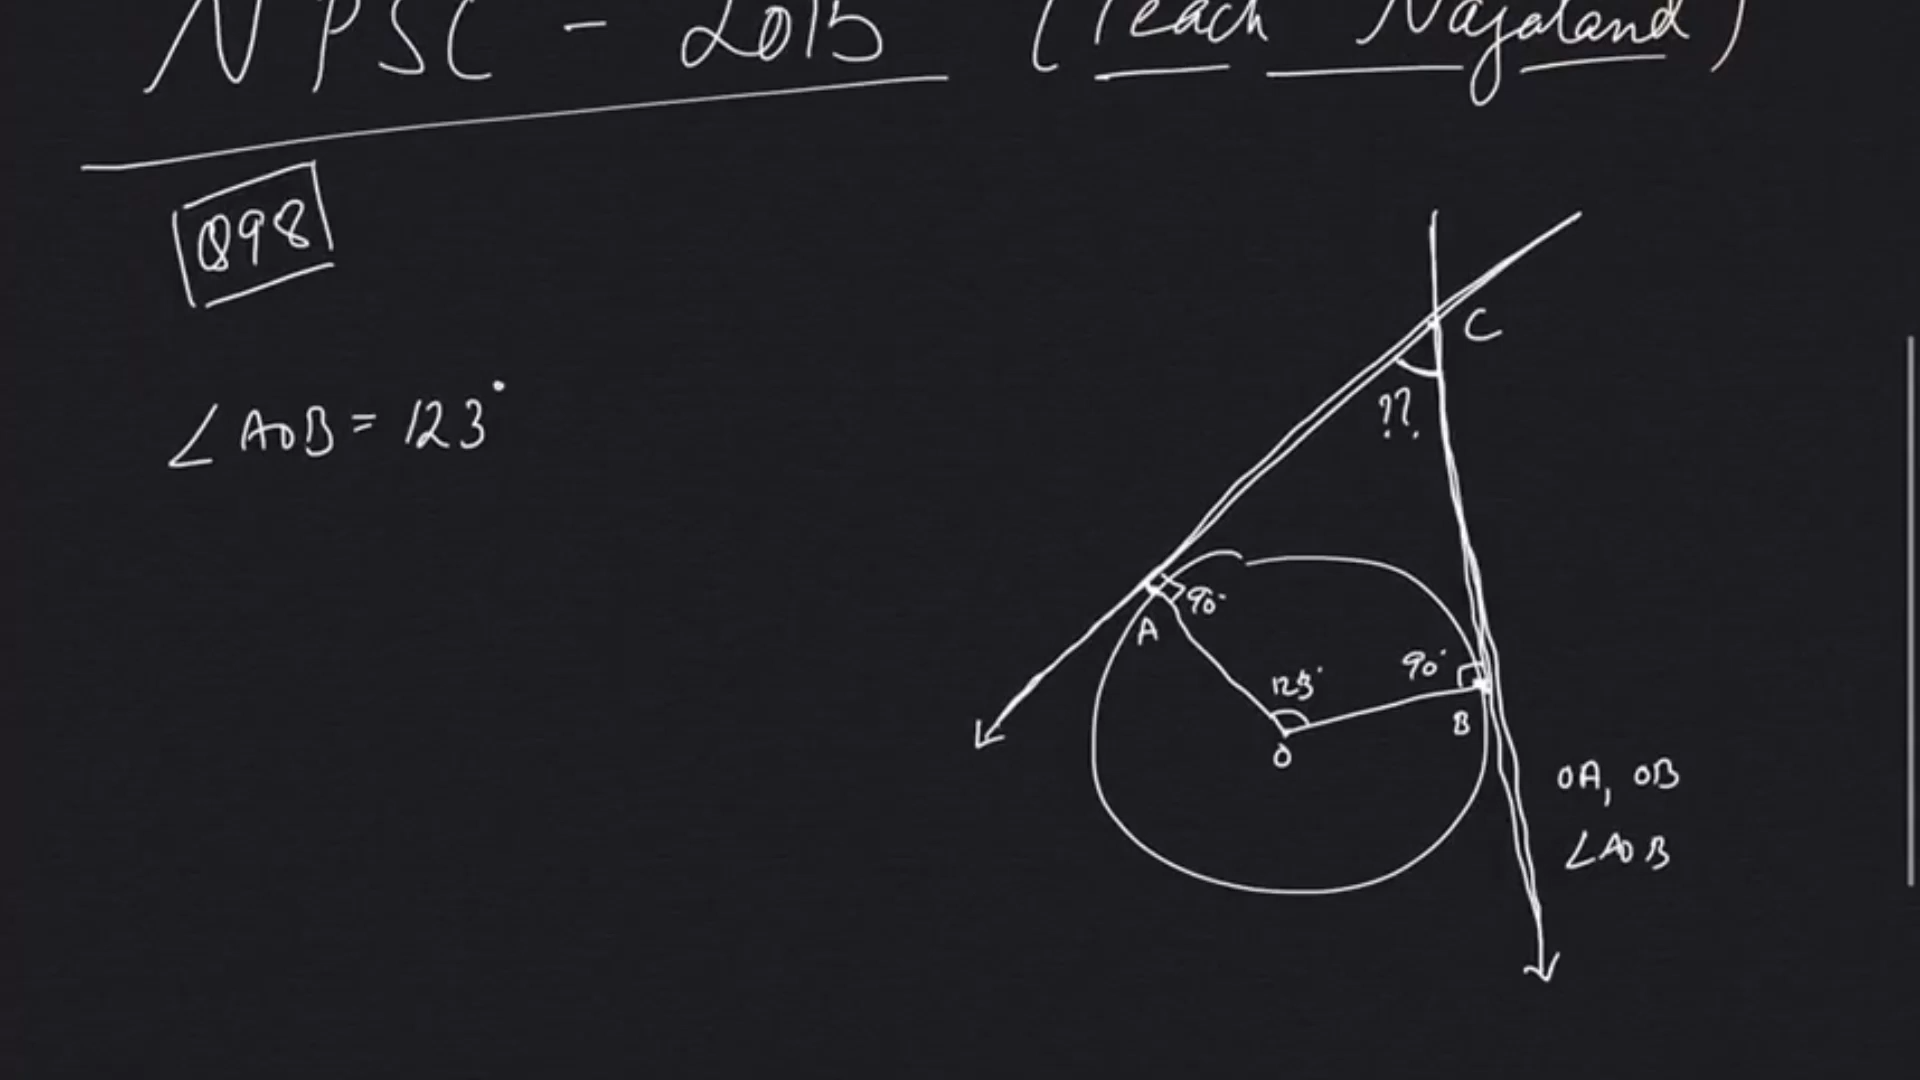 NPSC - 2015 (Teach Nagaland)
Q98
∠AOB = 123°
C
??
90°
A
90°
123°
B
O
OA, OB
∠AOB